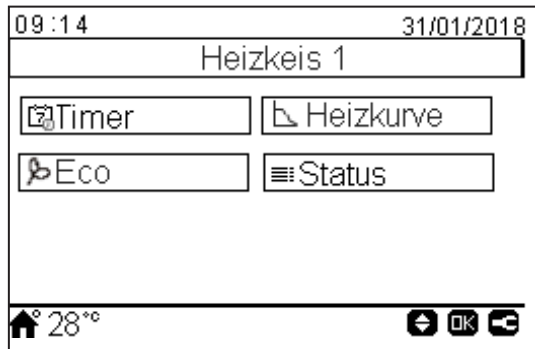 09:14 31/01/2018
Heizkeis 1
Timer Heizkurve
Eco Status
28°C OK